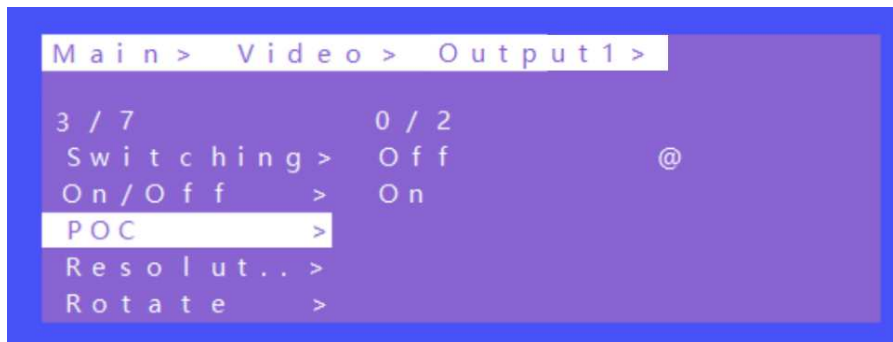 Main> Video> Output1>
3/7 0/2
Switching> Off @
On/Off > On
POC >
Resolut..>
Rotate >